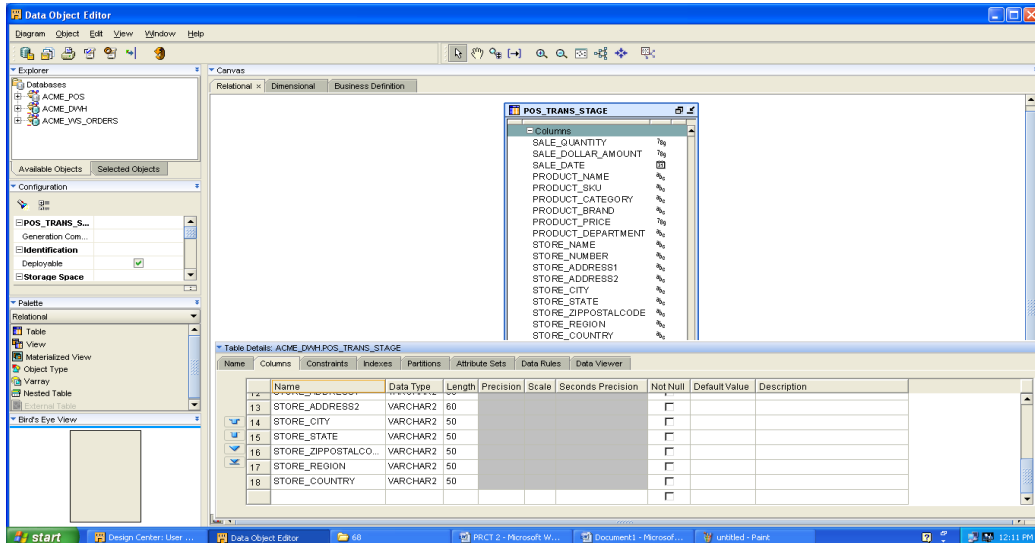 Data Object Editor
Diagram Object Edit View Window Help
Explorer
Databases
ACME_POS
ACME_DWH
ACME_WS_ORDERS
Available Objects Selected Objects
Configuration
POS_TRANS_S...
Generation Com...
Identification
Deployable
Storage Space
Palette
Relational
Table
View
Materialized View
Object Type
Varray
Nested Table
External Table
Bird's Eye View
Canvas
Relational × Dimensional Business Definition
POS_TRANS_STAGE
Columns
SALE_QUANTITY 789
SALE_DOLLAR_AMOUNT 789
SALE_DATE
PRODUCT_NAME
PRODUCT_SKU
PRODUCT_CATEGORY
PRODUCT_BRAND
PRODUCT_PRICE 789
PRODUCT_DEPARTMENT
STORE_NAME
STORE_NUMBER
STORE_ADDRESS1
STORE_ADDRESS2
STORE_CITY
STORE_STATE
STORE_ZIPPOSTALCODE
STORE_REGION
STORE_COUNTRY
Table Details: ACME_DWH.POS_TRANS_STAGE
Name Columns Constraints Indexes Partitions Attribute Sets Data Rules Data Viewer
Name Data Type Length Precision Scale Seconds Precision Not Null Default Value Description
13 STORE_ADDRESS2 VARCHAR2 60
14 STORE_CITY VARCHAR2 50
15 STORE_STATE VARCHAR2 50
16 STORE_ZIPPOSTALCO... VARCHAR2 50
17 STORE_REGION VARCHAR2 50
18 STORE_COUNTRY VARCHAR2 50
start Design Center: User ... Data Object Editor 68 PRCT 2 - Microsoft W... Document1 - Microsof... untitled - Paint 12:11 PM